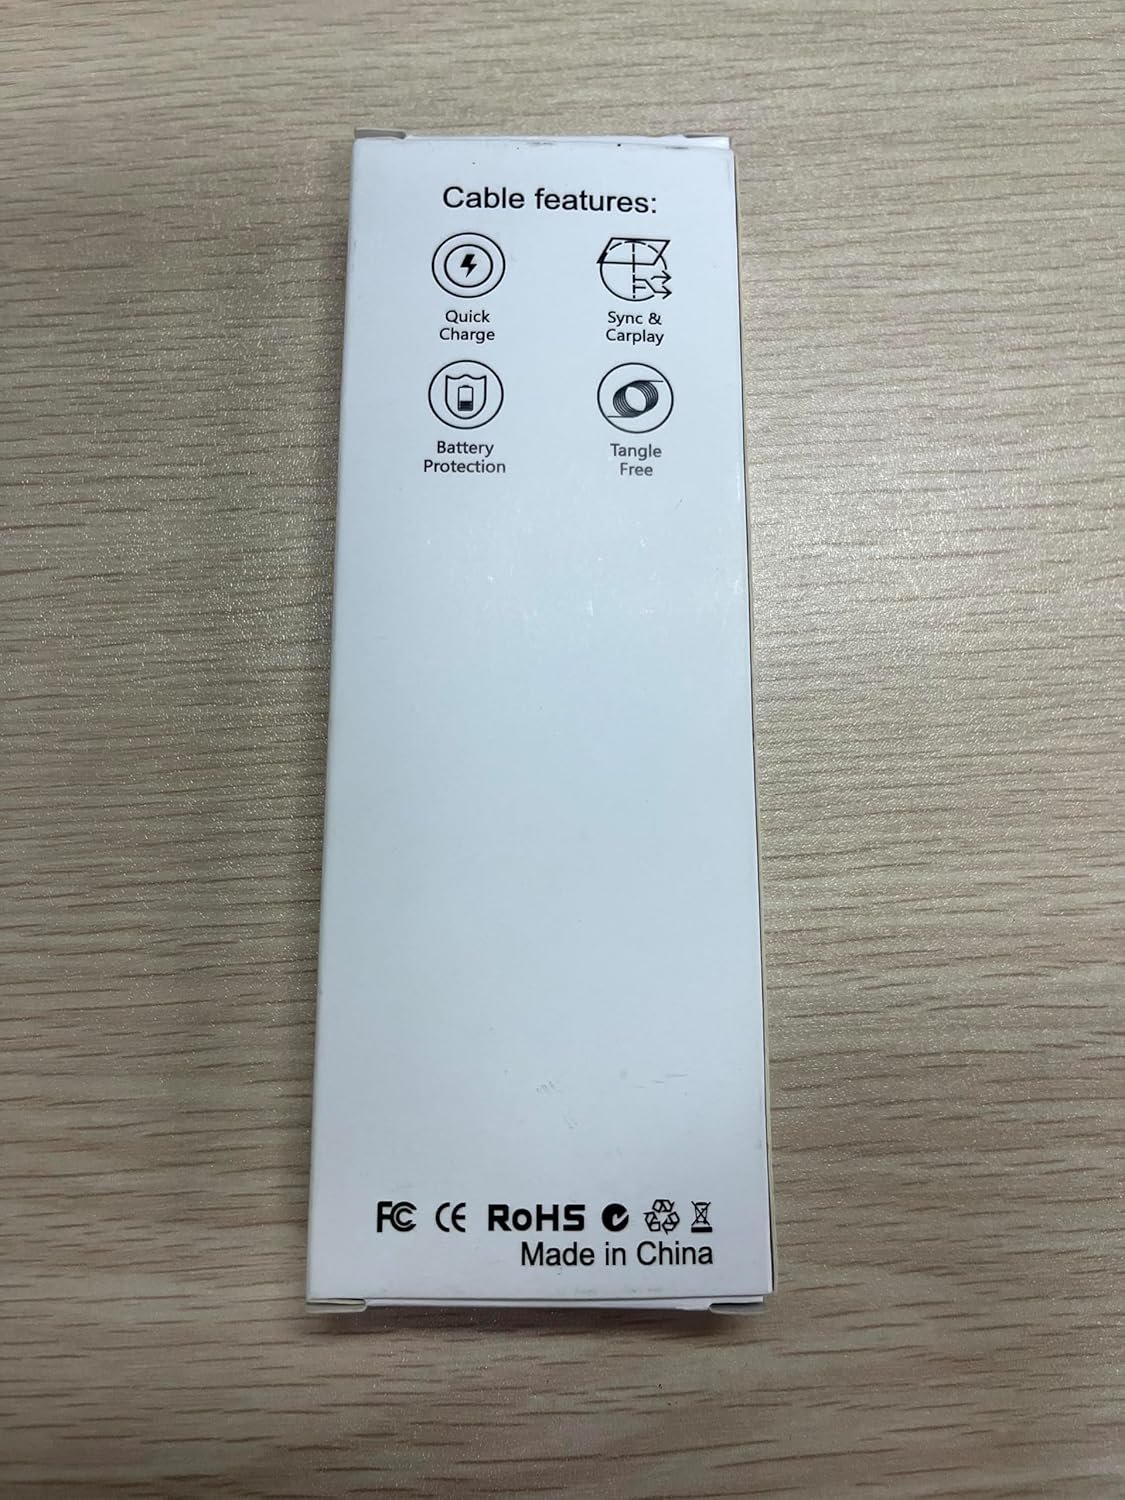 Cable features:
Quick
Charge
Sync &
Carplay
Battery
Protection
Tangle
Free
FC CE RoHS
Made in China